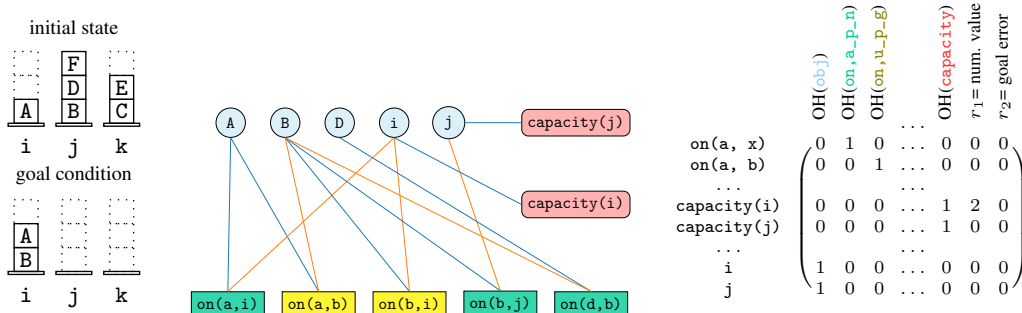 initial state
F
D E
A B C
i j k
goal condition
A
B
i j k
A B D i j
capacity(j)
capacity(i)
on(a,i) on(a,b) on(b,i) on(b,j) on(d,b)
OH(obj)
OH(on,a_p_n)
OH(on,u_p_g)
...
OH(capacity)
r1= num. value
r2= goal error
on(a, x) 0 1 0 ... 0 0 0
on(a, b) 0 0 1 ... 0 0 0
... ...
capacity(i) 0 0 0 ... 1 2 0
capacity(j) 0 0 0 ... 1 0 0
... ...
i 1 0 0 ... 0 0 0
j 1 0 0 ... 0 0 0